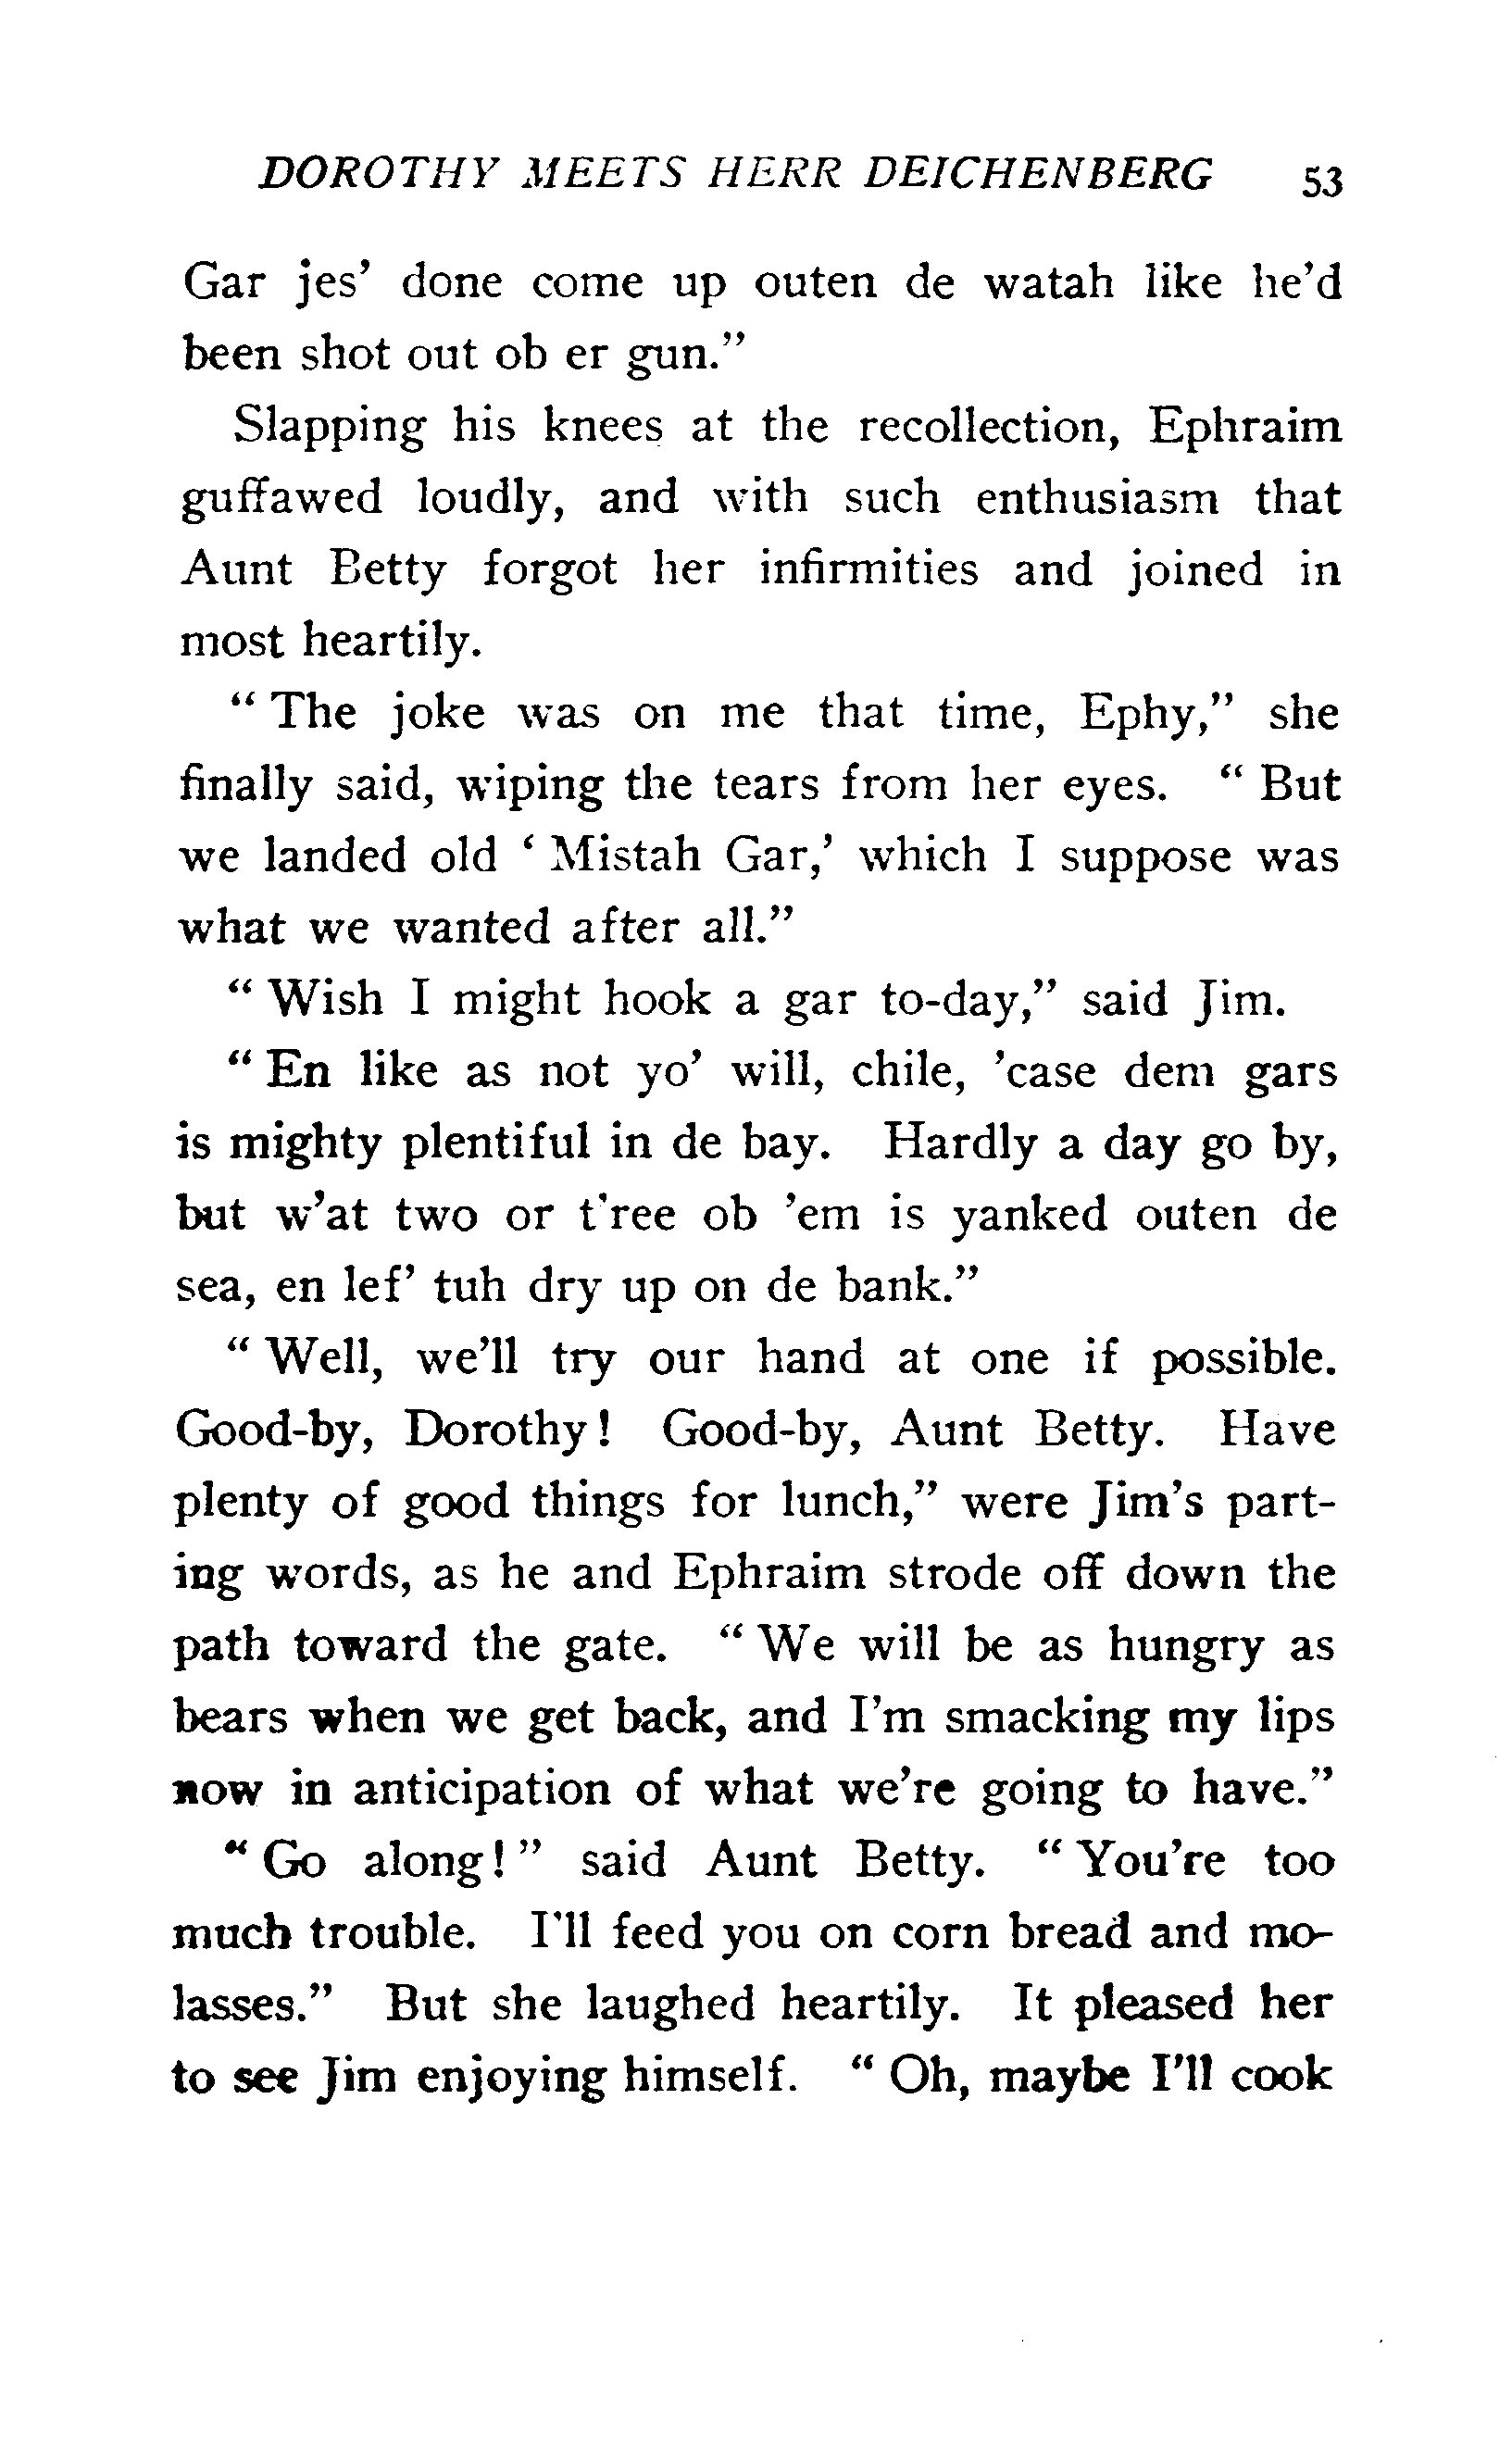 DOROTHY MEETS HERR DEICHENBERG 53
Gar jes' done come up outen de watah like he'd
been shot out ob er gun."
Slapping his knees at the recollection, Ephraim
guffawed loudly, and with such enthusiasm that
Aunt Betty forgot her infirmities and joined in
most heartily.
"The joke was on me that time, Ephy," she
finally said, wiping the tears from her eyes. "But
we landed old 'Mistah Gar,' which I suppose was
what we wanted after all."
"Wish I might hook a gar to-day," said Jim.
"En like as not yo' will, chile, 'case dem gars
is mighty plentiful in de bay. Hardly a day go by,
but w'at two or t'ree ob 'em is yanked outen de
sea, en lef' tuh dry up on de bank."
"Well, we'll try our hand at one if possible.
Good-by, Dorothy! Good-by, Aunt Betty. Have
plenty of good things for lunch," were Jim's part-
ing words, as he and Ephraim strode off down the
path toward the gate. "We will be as hungry as
bears when we get back, and I'm smacking my lips
now in anticipation of what we're going to have."
"Go along!" said Aunt Betty. "You're too
much trouble. I'll feed you on corn bread and mo-
lasses." But she laughed heartily. It pleased her
to see Jim enjoying himself. "Oh, maybe I'll cook